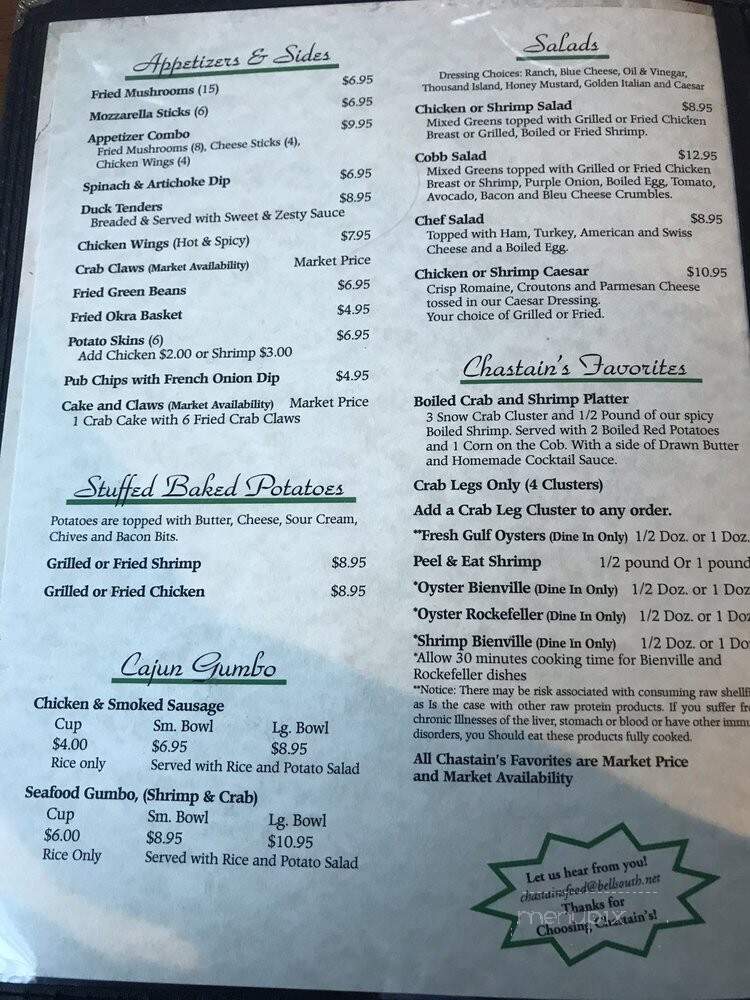 Appetizers & Sides
Fried Mushrooms (15) $6.95
Mozzarella Sticks (6) $6.95
Appetizer Combo $9.95
Fried Mushrooms (8), Cheese Sticks (4),
Chicken Wings (4)
Spinach & Artichoke Dip $6.95
Duck Tenders $8.95
Breaded & Served with Sweet & Zesty Sauce
Chicken Wings (Hot & Spicy) $7.95
Crab Claws (Market Availability) Market Price
Fried Green Beans $6.95
Fried Okra Basket $4.95
Potato Skins (6) $6.95
Add Chicken $2.00 or Shrimp $3.00
Pub Chips with French Onion Dip $4.95
Cake and Claws (Market Availability) Market Price
1 Crab Cake with 6 Fried Crab Claws
Stuffed Baked Potatoes
Potatoes are topped with Butter, Cheese, Sour Cream,
Chives and Bacon Bits.
Grilled or Fried Shrimp $8.95
Grilled or Fried Chicken $8.95
Cajun Gumbo
Chicken & Smoked Sausage
Cup Sm. Bowl Lg. Bowl
$4.00 $6.95 $8.95
Rice only Served with Rice and Potato Salad
Seafood Gumbo, (Shrimp & Crab)
Cup Sm. Bowl Lg. Bowl
$6.00 $8.95 $10.95
Rice Only Served with Rice and Potato Salad
Salads
Dressing Choices: Ranch, Blue Cheese, Oil & Vinegar,
Thousand Island, Honey Mustard, Golden Italian and Caesar
Chicken or Shrimp Salad $8.95
Mixed Greens topped with Grilled or Fried Chicken
Breast or Grilled, Boiled or Fried Shrimp.
Cobb Salad $12.95
Mixed Greens topped with Grilled or Fried Chicken
Breast or Shrimp, Purple Onion, Boiled Egg, Tomato,
Avocado, Bacon and Bleu Cheese Crumbles.
Chef Salad $8.95
Topped with Ham, Turkey, American and Swiss
Cheese and a Boiled Egg.
Chicken or Shrimp Caesar $10.95
Crisp Romaine, Croutons and Parmesan Cheese
tossed in our Caesar Dressing.
Your choice of Grilled or Fried.
Chastain's Favorites
Boiled Crab and Shrimp Platter
3 Snow Crab Cluster and 1/2 Pound of our spicy
Boiled Shrimp. Served with 2 Boiled Red Potatoes
and 1 Corn on the Cob. With a side of Drawn Butter
and Homemade Cocktail Sauce.
Crab Legs Only (4 Clusters)
Add a Crab Leg Cluster to any order.
**Fresh Gulf Oysters (Dine In Only) 1/2 Doz. or 1 Doz.
Peel & Eat Shrimp 1/2 pound Or 1 pound
*Oyster Bienville (Dine In Only) 1/2 Doz. or 1 Doz
*Oyster Rockefeller (Dine In Only) 1/2 Doz. or 1 Doz
*Shrimp Bienville (Dine In Only) 1/2 Doz. or 1 Do
*Allow 30 minutes cooking time for Bienville and
Rockefeller dishes
**Notice: There may be risk associated with consuming raw shellfi
as Is the case with other raw protein products. If you suffer fr
chronic Illnesses of the liver, stomach or blood or have other immu
disorders, you Should eat these products fully cooked.
All Chastain's Favorites are Market Price
and Market Availability
Let us hear from you!
chastainsfood@bellsouth.net
Thanks for
Choosing Chastain's!
menupix